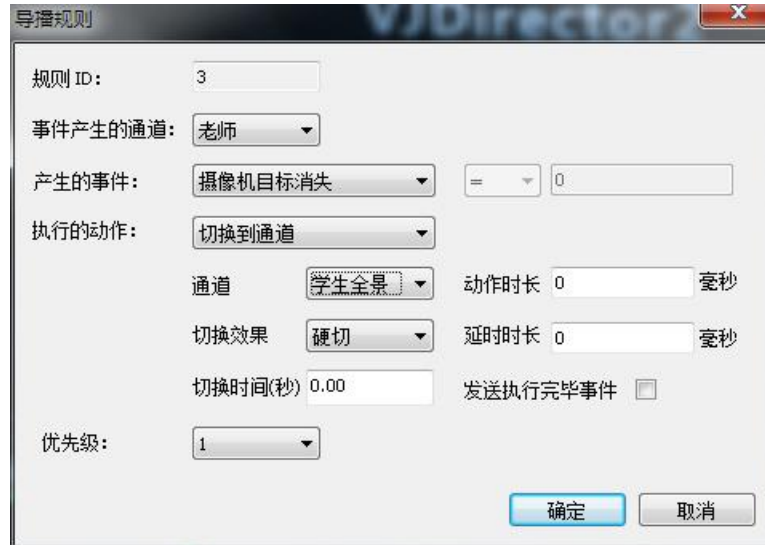 导播规则
VJDirector2
X
规则 ID: 3
事件产生的通道: 老师
产生的事件: 摄像机目标消失 = 0
执行的动作: 切换到通道
通道 学生全景 动作时长 0 毫秒
切换效果 硬切 延时时长 0 毫秒
切换时间(秒) 0.00 发送执行完毕事件
优先级: 1
确定 取消